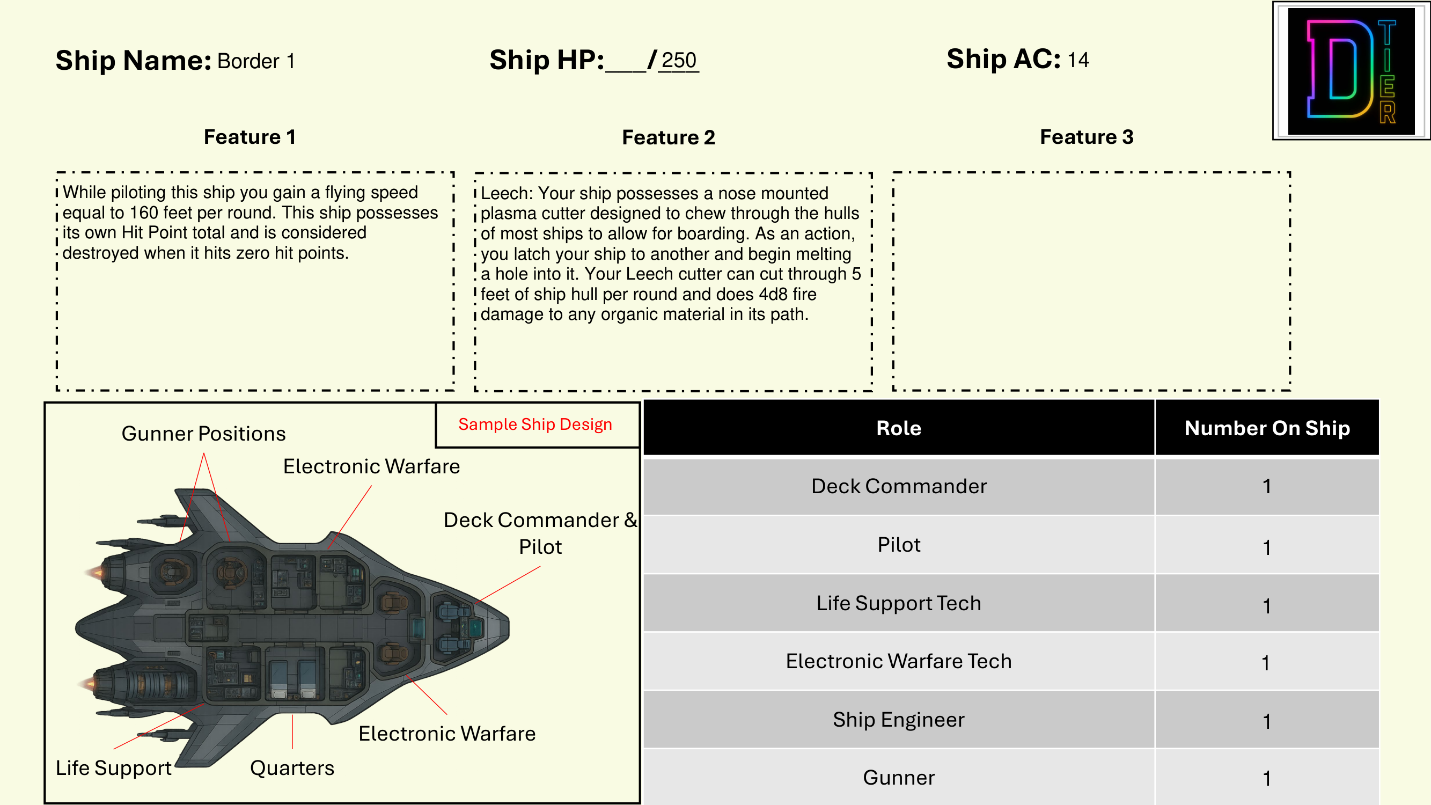 Ship Name: Border 1
Ship HP:___/250
Ship AC: 14
D TIER
Feature 1
Feature 2
Feature 3
While piloting this ship you gain a flying speed
equal to 160 feet per round. This ship possesses
its own Hit Point total and is considered
destroyed when it hits zero hit points.
Leech: Your ship possesses a nose mounted
plasma cutter designed to chew through the hulls
of most ships to allow for boarding. As an action,
you latch your ship to another and begin melting
a hole into it. Your Leech cutter can cut through 5
feet of ship hull per round and does 4d8 fire
damage to any organic material in its path.
Sample Ship Design
Gunner Positions
Electronic Warfare
Deck Commander &
Pilot
Electronic Warfare
Life Support
Quarters
Role Number On Ship
Deck Commander 1
Pilot 1
Life Support Tech 1
Electronic Warfare Tech 1
Ship Engineer 1
Gunner 1